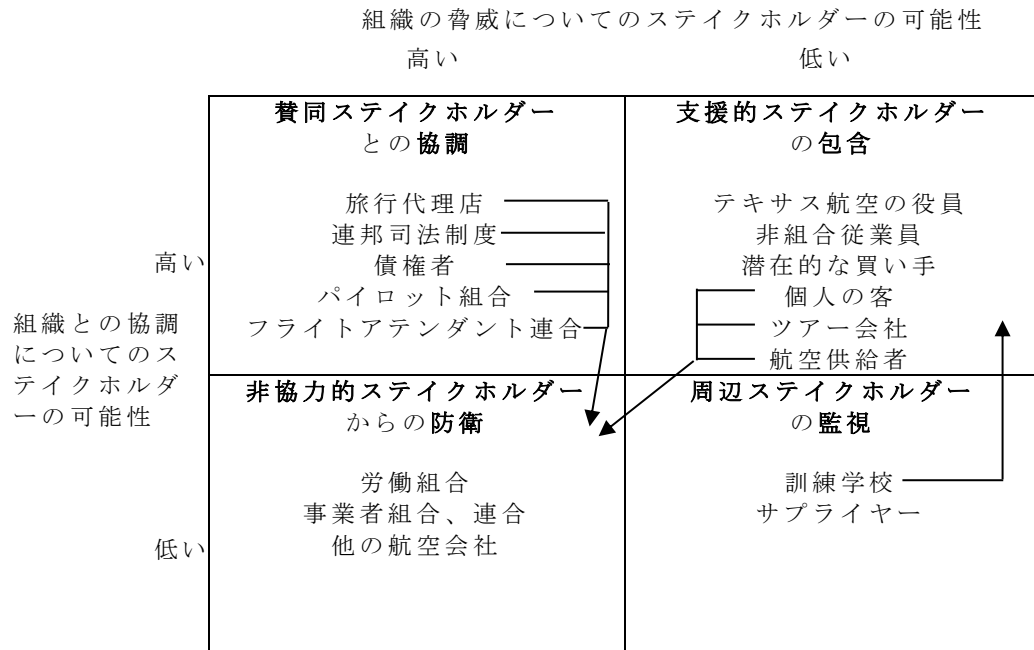 組織の脅威についてのステイクホルダーの可能性
高い
低い
賛同ステイクホルダー
との協調
旅行代理店
連邦司法制度
債権者
パイロット組合
フライトアテンダント連合
支援的ステイクホルダー
の包含
テキサス航空の役員
非組合従業員
潜在的な買い手
個人の客
ツアー会社
航空供給者
高い
組織との協調
についてのス
テイクホルダ
ーの可能性
非協力的ステイクホルダー
からの防衛
労働組合
事業者組合、連合
他の航空会社
周辺ステイクホルダー
の監視
訓練学校
サプライヤー
低い